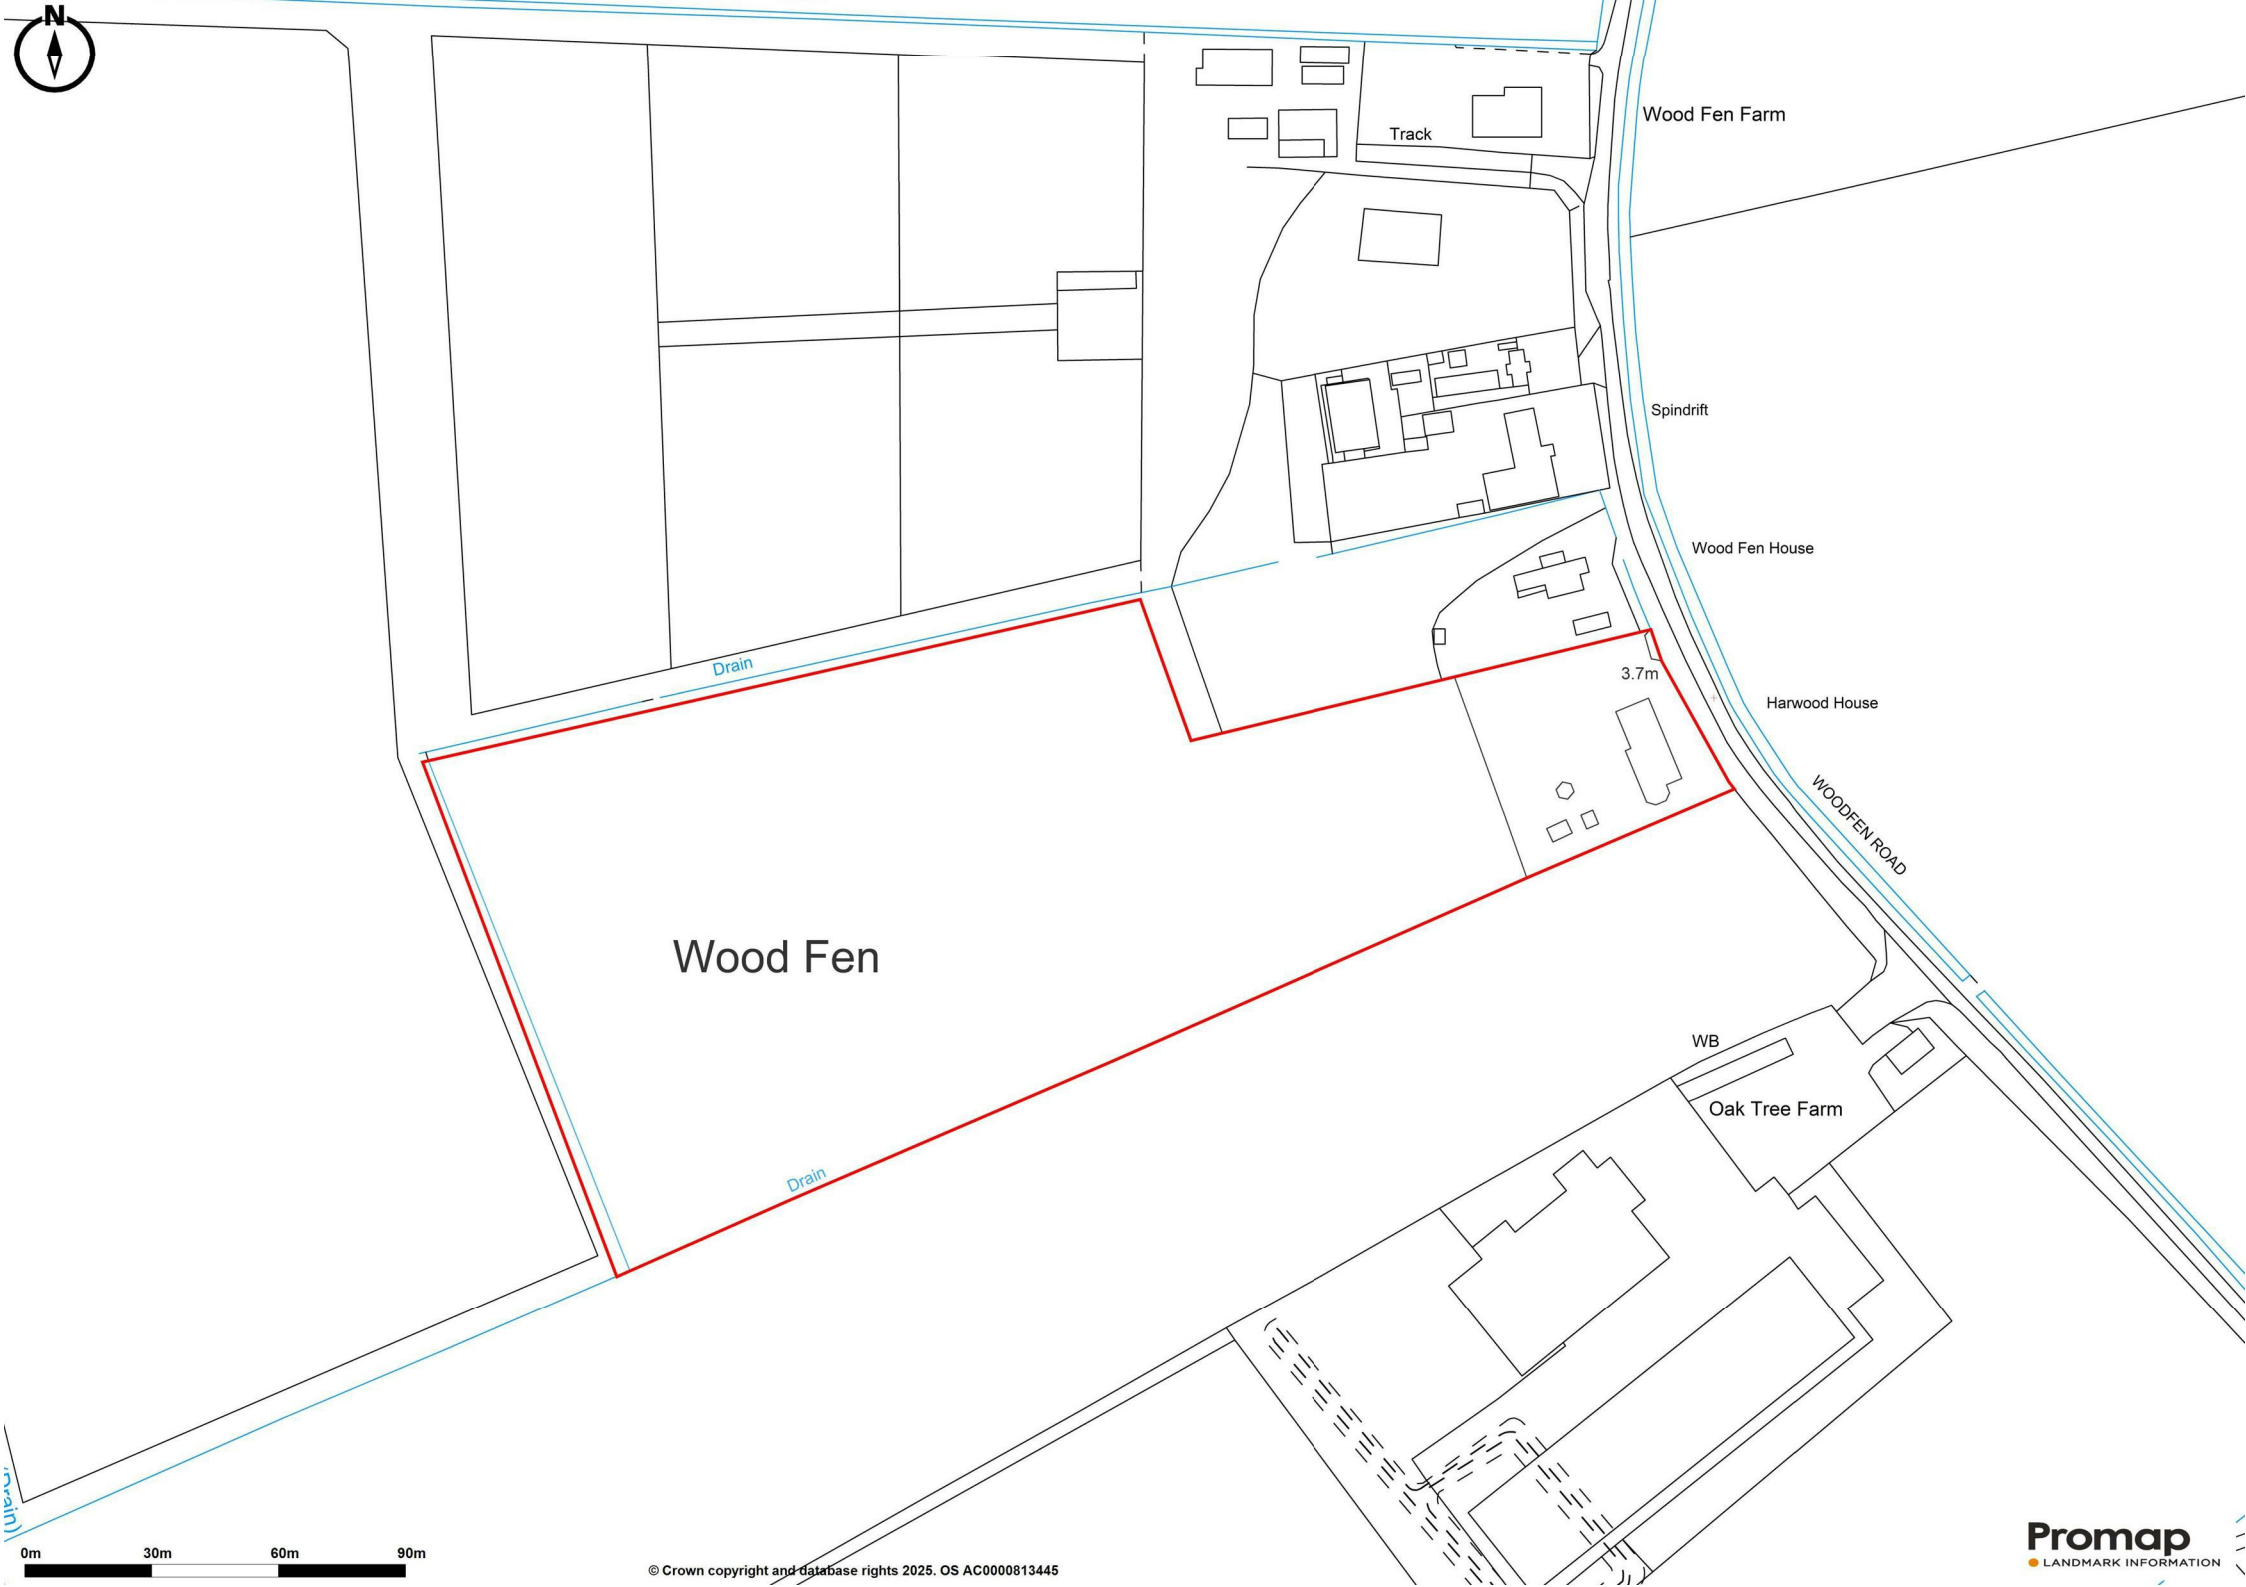 N
Wood Fen Farm
Track
Spindrift
Wood Fen House
Drain
3.7m
Harwood House
WOODFEN ROAD
Wood Fen
WB
Oak Tree Farm
Drain
(Drain)
0m 30m 60m 90m
© Crown copyright and database rights 2025. OS AC0000813445
Promap
LANDMARK INFORMATION